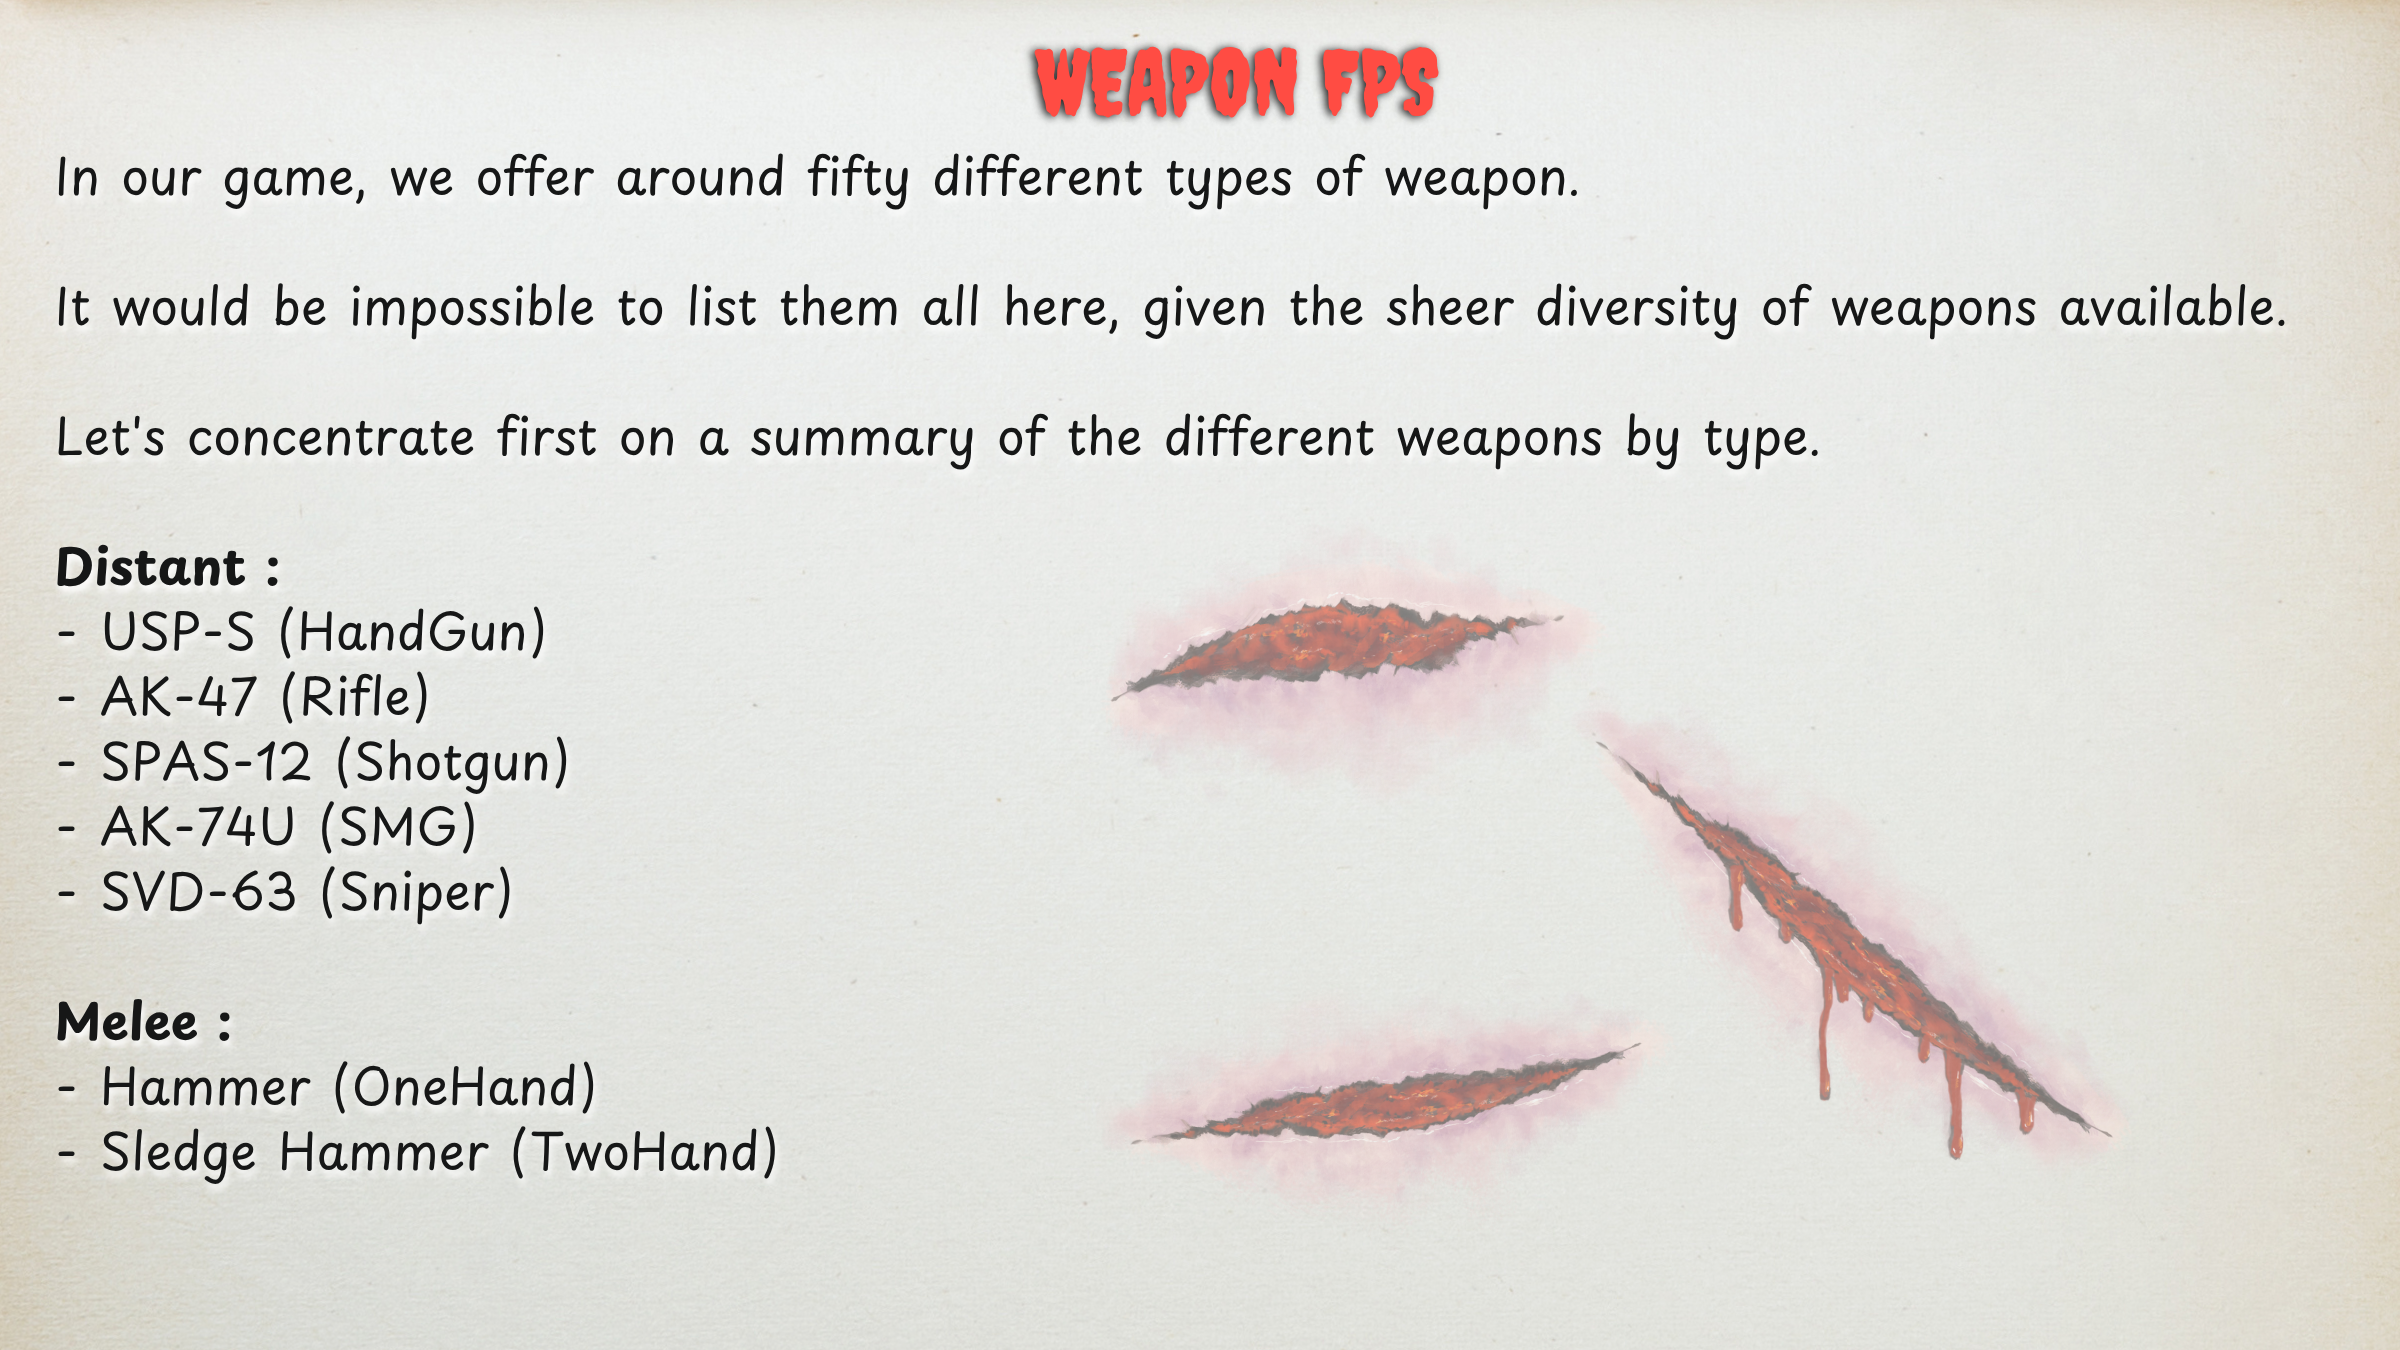 WEAPON FPS
In our game, we offer around fifty different types of weapon.
It would be impossible to list them all here, given the sheer diversity of weapons available.
Let's concentrate first on a summary of the different weapons by type.
Distant :
- USP-S (HandGun)
- AK-47 (Rifle)
- SPAS-12 (Shotgun)
- AK-74U (SMG)
- SVD-63 (Sniper)
Melee :
- Hammer (OneHand)
- Sledge Hammer (TwoHand)